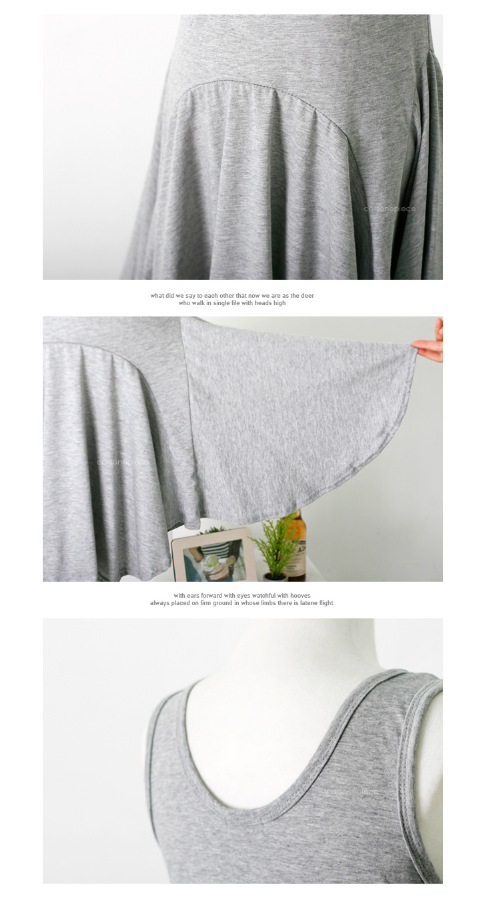 what did we say to each other that now we are as the deer
who walk in single file with heads high
with ears forward with eyes watchful with hooves
always placed on firm ground in whose limbs there is latent flight